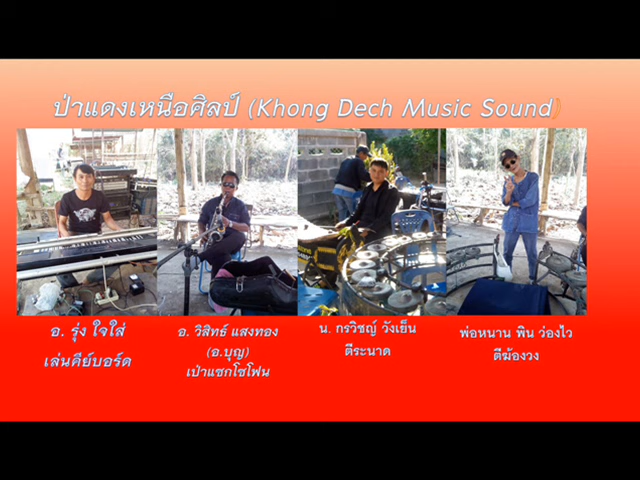 ป่าแดงเหนือศิลป์ (Khong Dech Music Sound)
อ. รุ่ง ใจใส่
เล่นคีย์บอร์ด
อ. วิสิทธ์ แสงทอง
(อ.บุญ)
เป่าแซกโซโฟน
น. กรวิชญ์ วังเย็น
ตีระนาด
พ่อหนาน พิน ว่องไว
ตีฆ้องวง